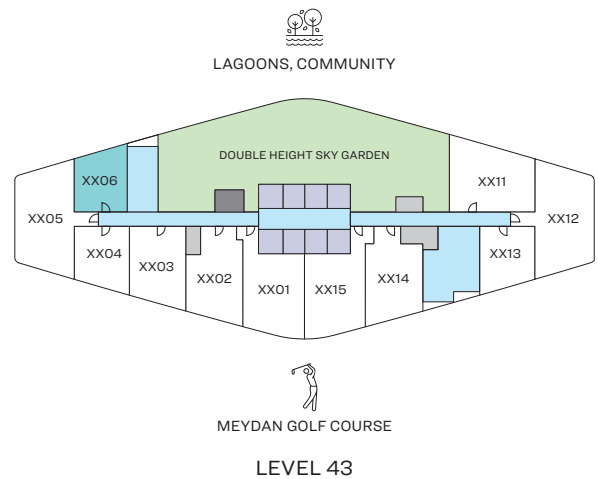 LAGOONS, COMMUNITY
DOUBLE HEIGHT SKY GARDEN
XX06
XX11
XX05
XX12
XX04
XX03
XX02
XX01
XX15
XX14
XX13
MEYDAN GOLF COURSE
LEVEL 43